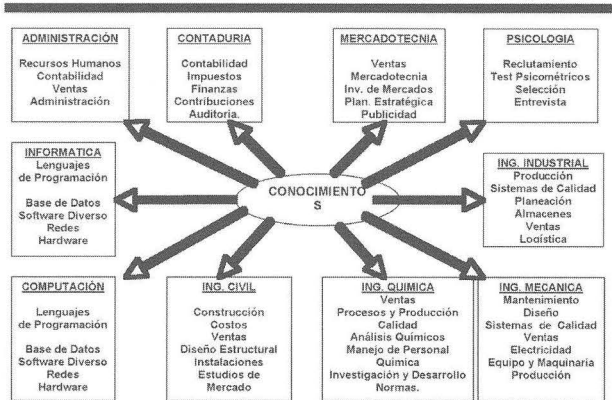 ADMINISTRACIÓN
Recursos Humanos
Contabilidad
Ventas
Administración
CONTADURIA
Contabilidad
Impuestos
Finanzas
Contribuciones
Auditoria.
MERCADOTECNIA
Ventas
Mercadotecnia
Inv. de Mercados
Plan. Estratégica
Publicidad
PSICOLOGIA
Reclutamiento
Test Psicométricos
Selección
Entrevista
INFORMATICA
Lenguajes
de Programación
Base de Datos
Software Diverso
Redes
Hardware
CONOCIMIENTO
S
ING. INDUSTRIAL
Producción
Sistemas de Calidad
Planeación
Almacenes
Ventas
Logística
COMPUTACIÓN
Lenguajes
de Programación
Base de Datos
Software Diverso
Redes
Hardware
ING. CIVIL
Construcción
Costos
Ventas
Diseño Estructural
Instalaciones
Estudios de
Mercado
ING. QUIMICA
Ventas
Procesos y Producción
Calidad
Análisis Químicos
Manejo de Personal
Química
Investigación y Desarrollo
Normas.
ING. MECANICA
Mantenimiento
Diseño
Sistemas de Calidad
Ventas
Electricidad
Equipo y Maquinaria
Producción